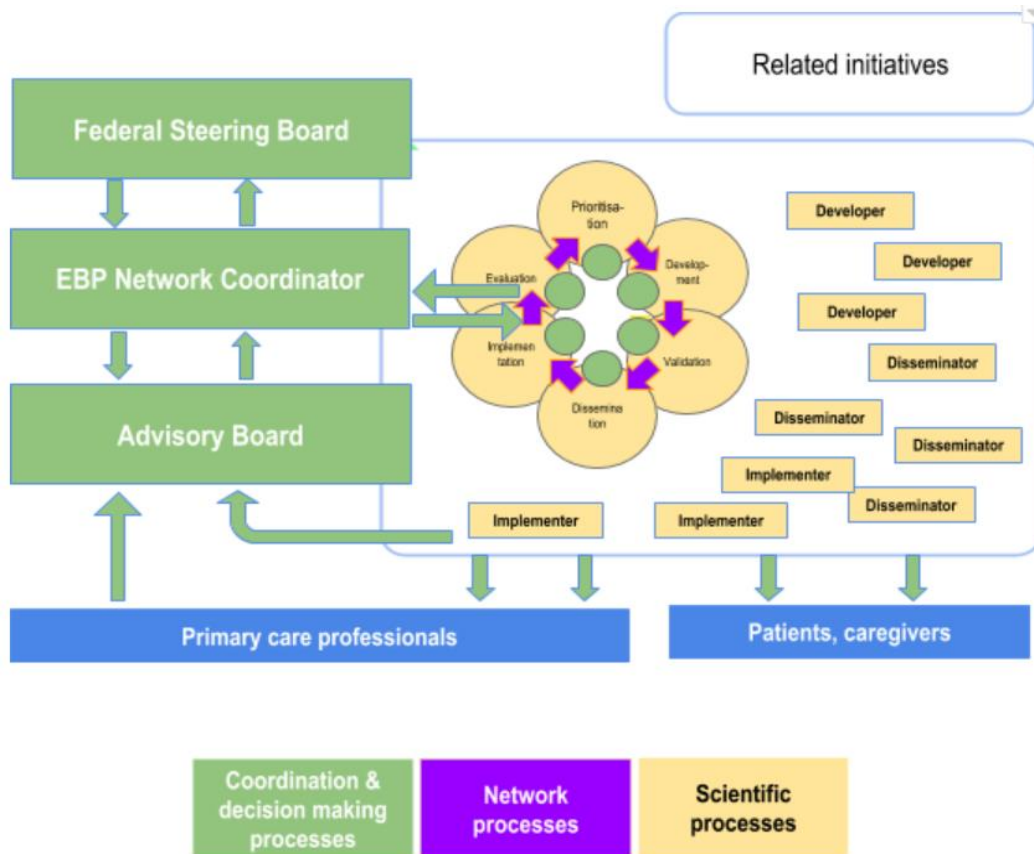 Related initiatives
Federal Steering Board
EBP Network Coordinator
Advisory Board
Prioritisa-
tion
Develop-
ment
Validation
Dissemina
tion
Implemen
tation
Evaluation
Developer
Developer
Developer
Disseminator
Disseminator
Disseminator
Implementer
Disseminator
Implementer
Implementer
Primary care professionals
Patients, caregivers
Coordination &
decision making
processes
Network
processes
Scientific
processes